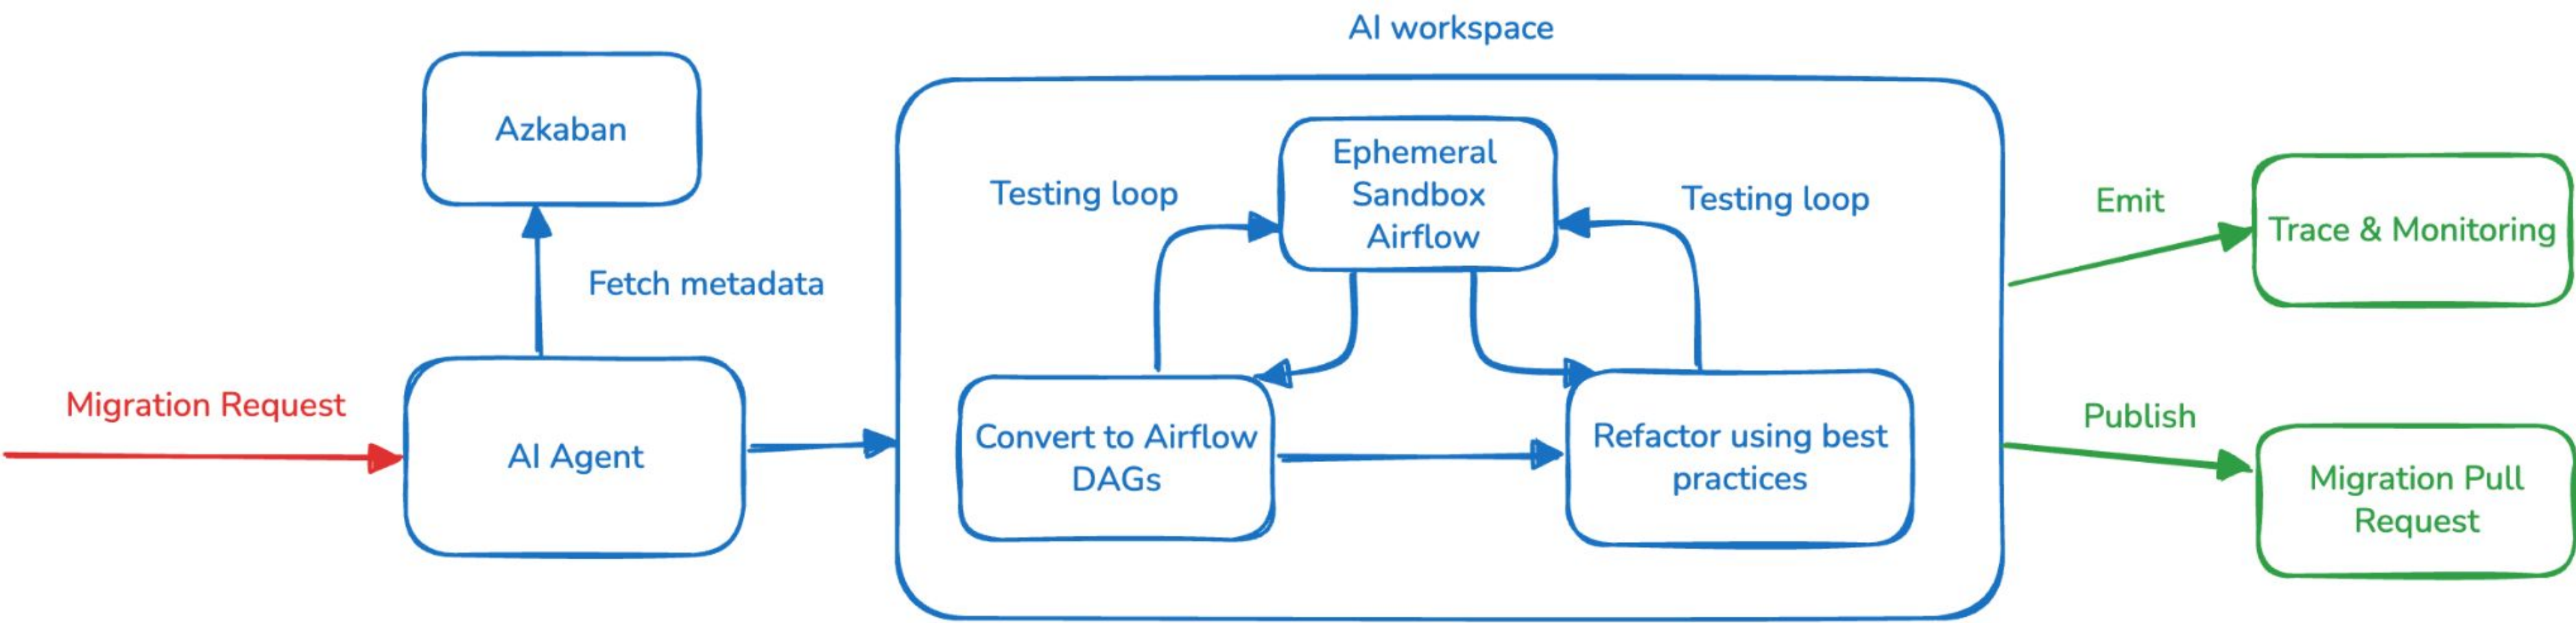 AI workspace
Azkaban
Ephemeral
Sandbox
Airflow
Testing loop
Testing loop
Emit
Trace & Monitoring
Fetch metadata
Migration Request
AI Agent
Convert to Airflow
DAGs
Refactor using best
practices
Publish
Migration Pull
Request